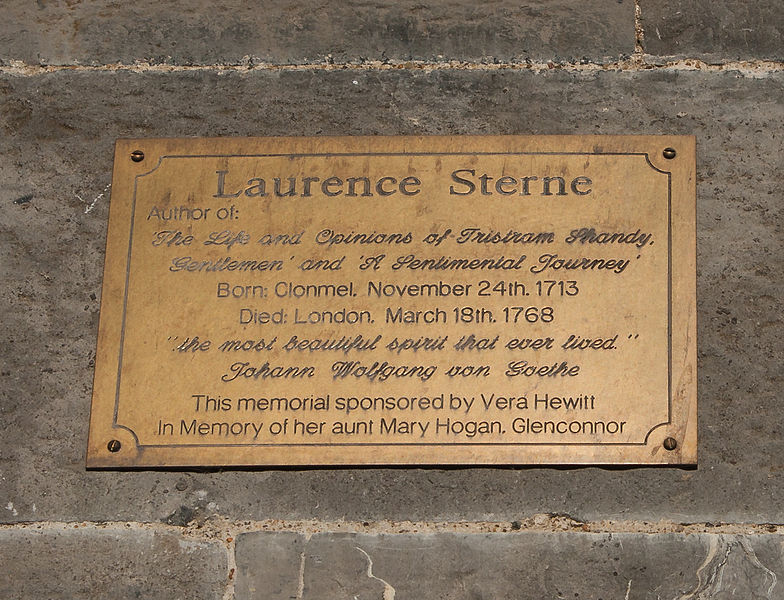 Laurence Sterne
Author of:
'The Life and Opinions of Tristram Shandy,
Gentlemen' and 'A Sentimental Journey'
Born: Clonmel, November 24th, 1713
Died: London, March 18th, 1768
"the most beautiful spirit that ever lived."
Johann Wolfgang von Goethe
This memorial sponsored by Vera Hewitt
In Memory of her aunt Mary Hogan, Glenconnor